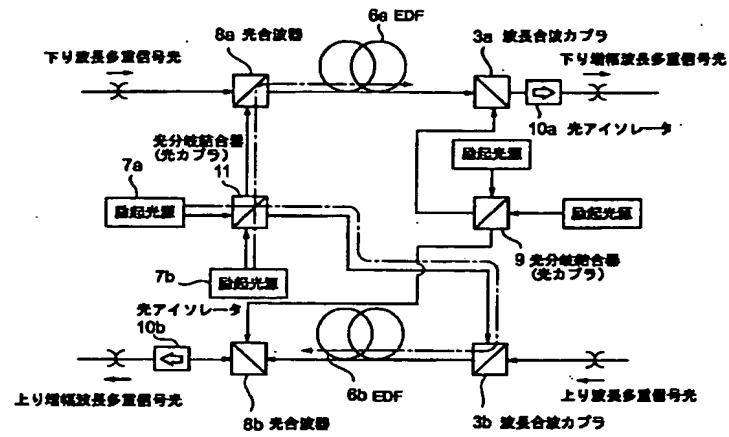 8a 光合波器
6a EDF
3a 波長合波カプラ
下り波長多重信号光
下り増幅波長多重信号光
10a 光アイソレータ
光分岐結合器
(光カプラ)
11
励起光源
7a
励起光源
励起光源
9 光分岐結合器
(光カプラ)
7b
励起光源
光アイソレータ
10b
上り増幅波長多重信号光
8b 光合波器
6b EDF
3b 波長合波カプラ
上り波長多重信号光